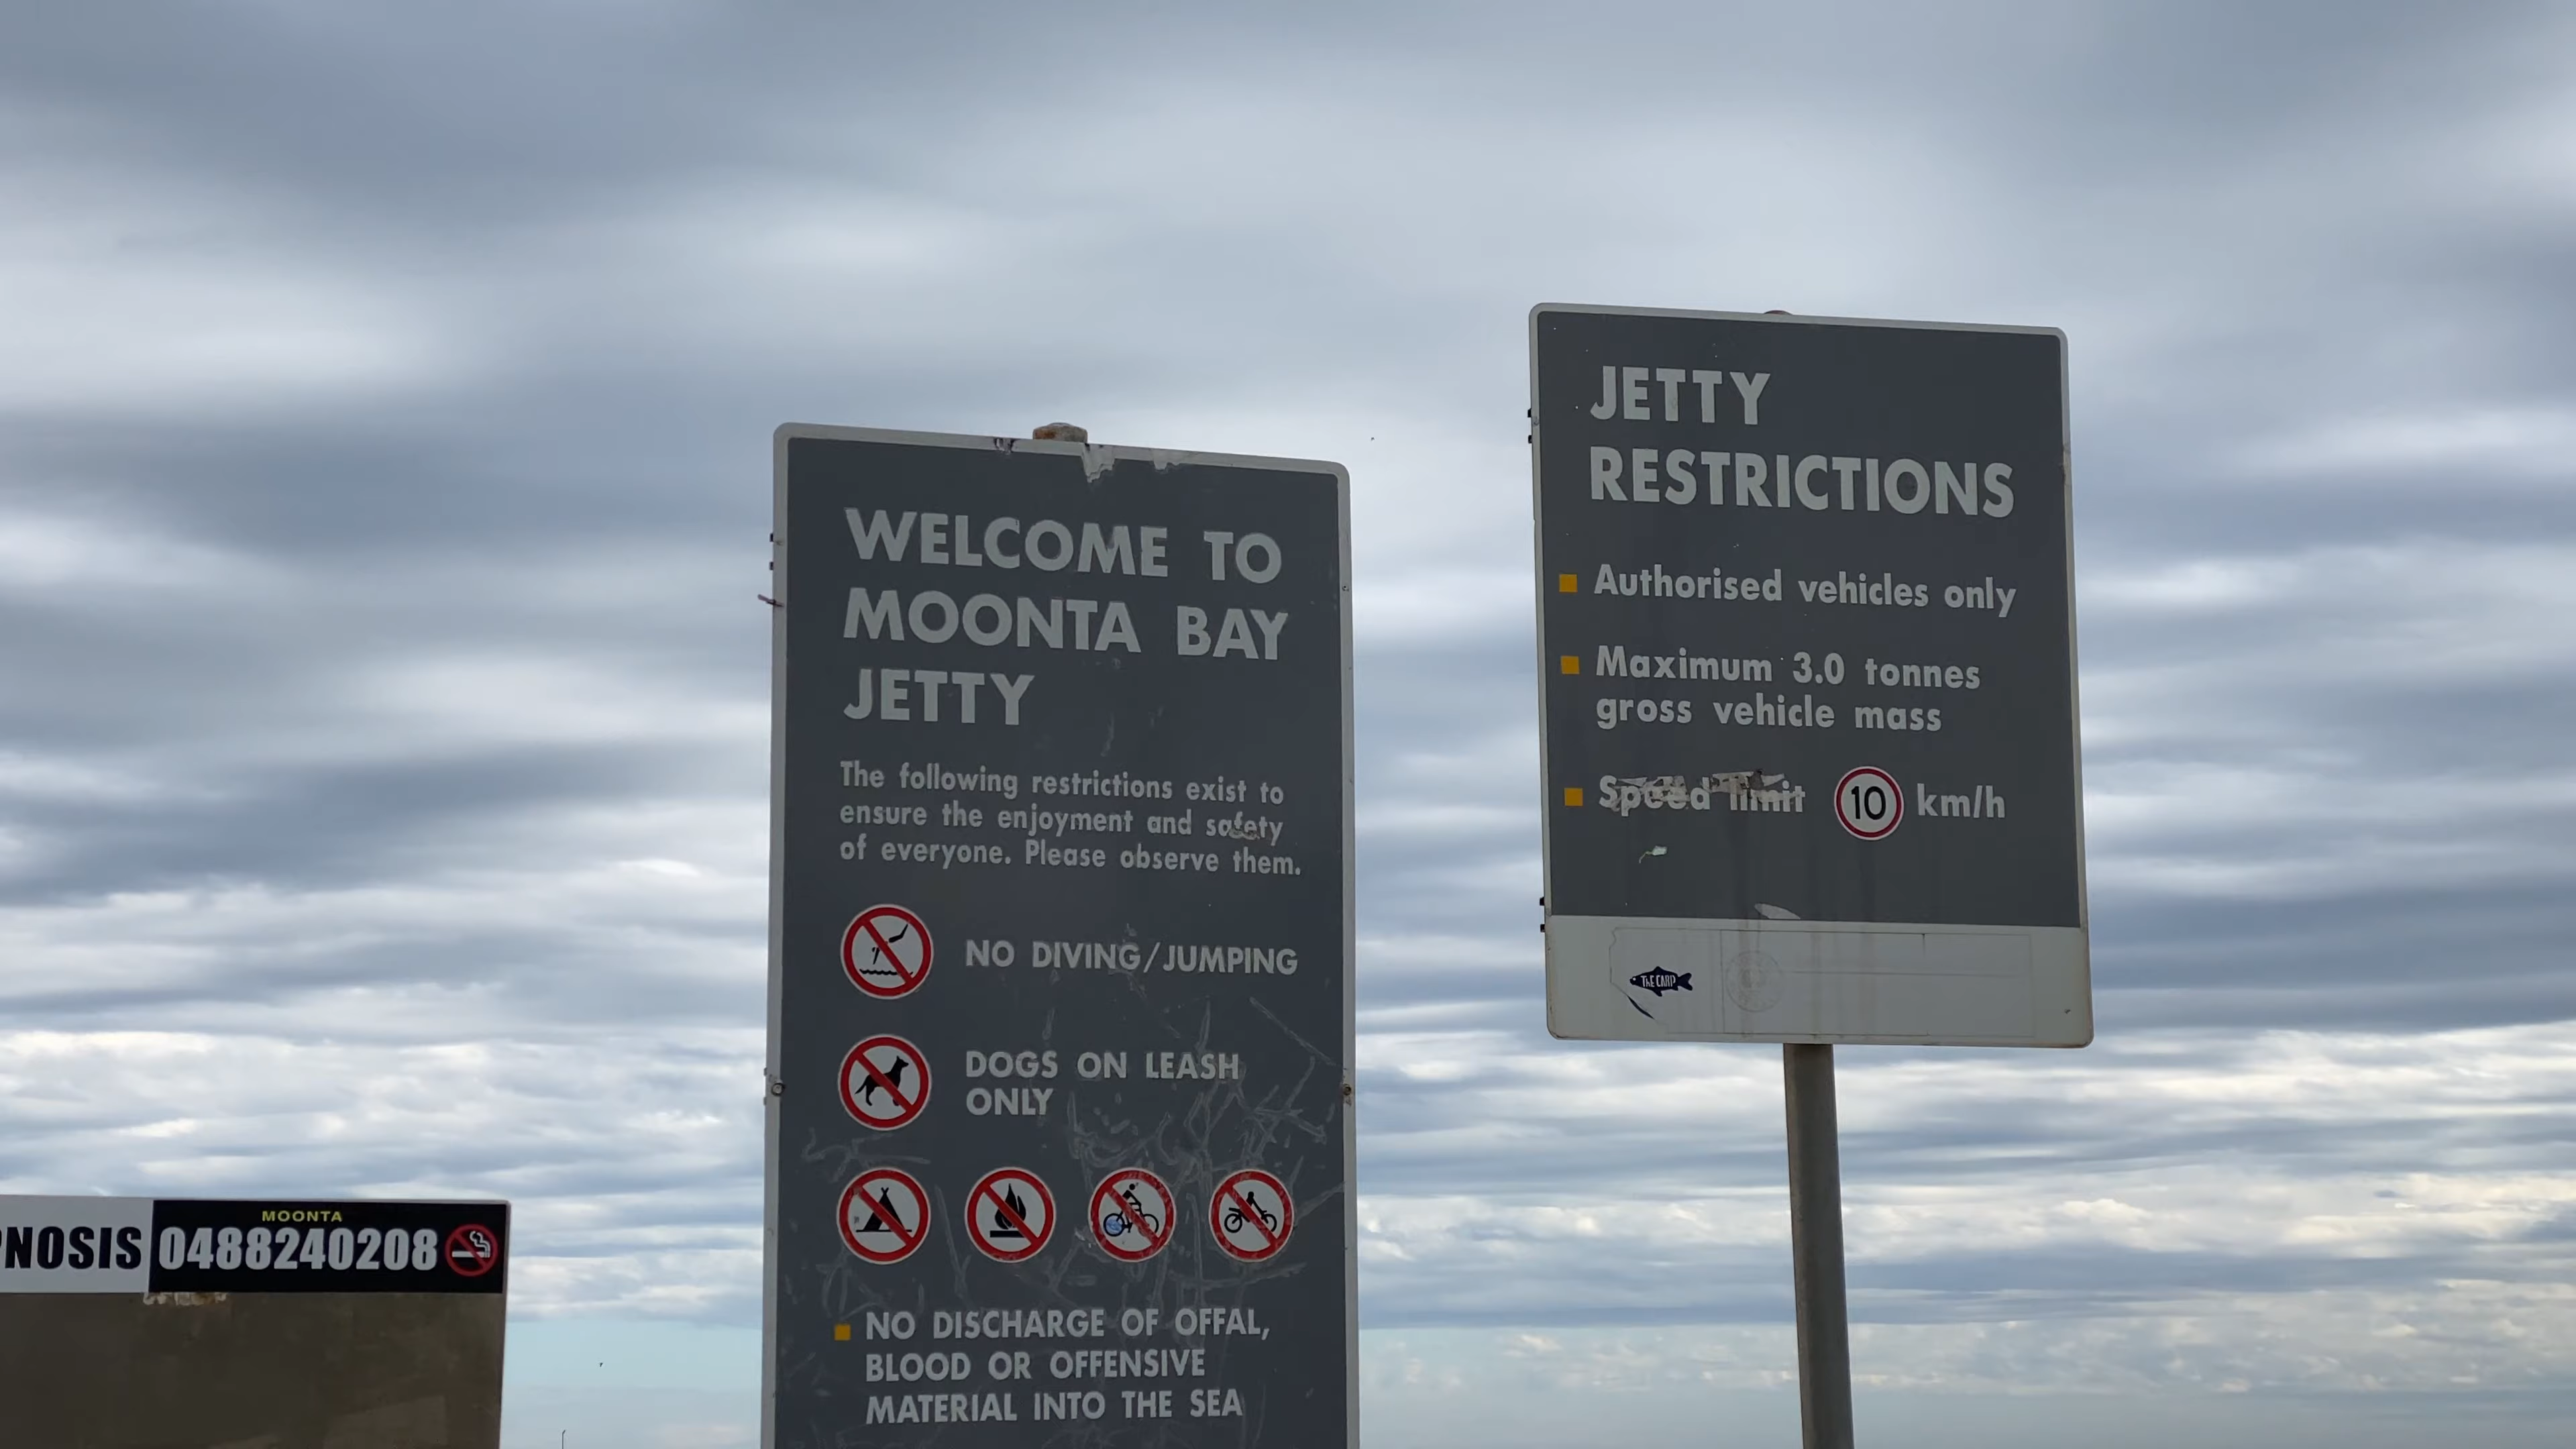 WELCOME TO
MOONTA BAY
JETTY
The following restrictions exist to
ensure the enjoyment and safety
of everyone. Please observe them.
NO DIVING/JUMPING
DOGS ON LEASH
ONLY
NO DISCHARGE OF OFFAL,
BLOOD OR OFFENSIVE
MATERIAL INTO THE SEA
JETTY
RESTRICTIONS
Authorised vehicles only
Maximum 3.0 tonnes
gross vehicle mass
Speed limit 10 km/h
THE CARP
MOONTA
NOSIS 0488240208